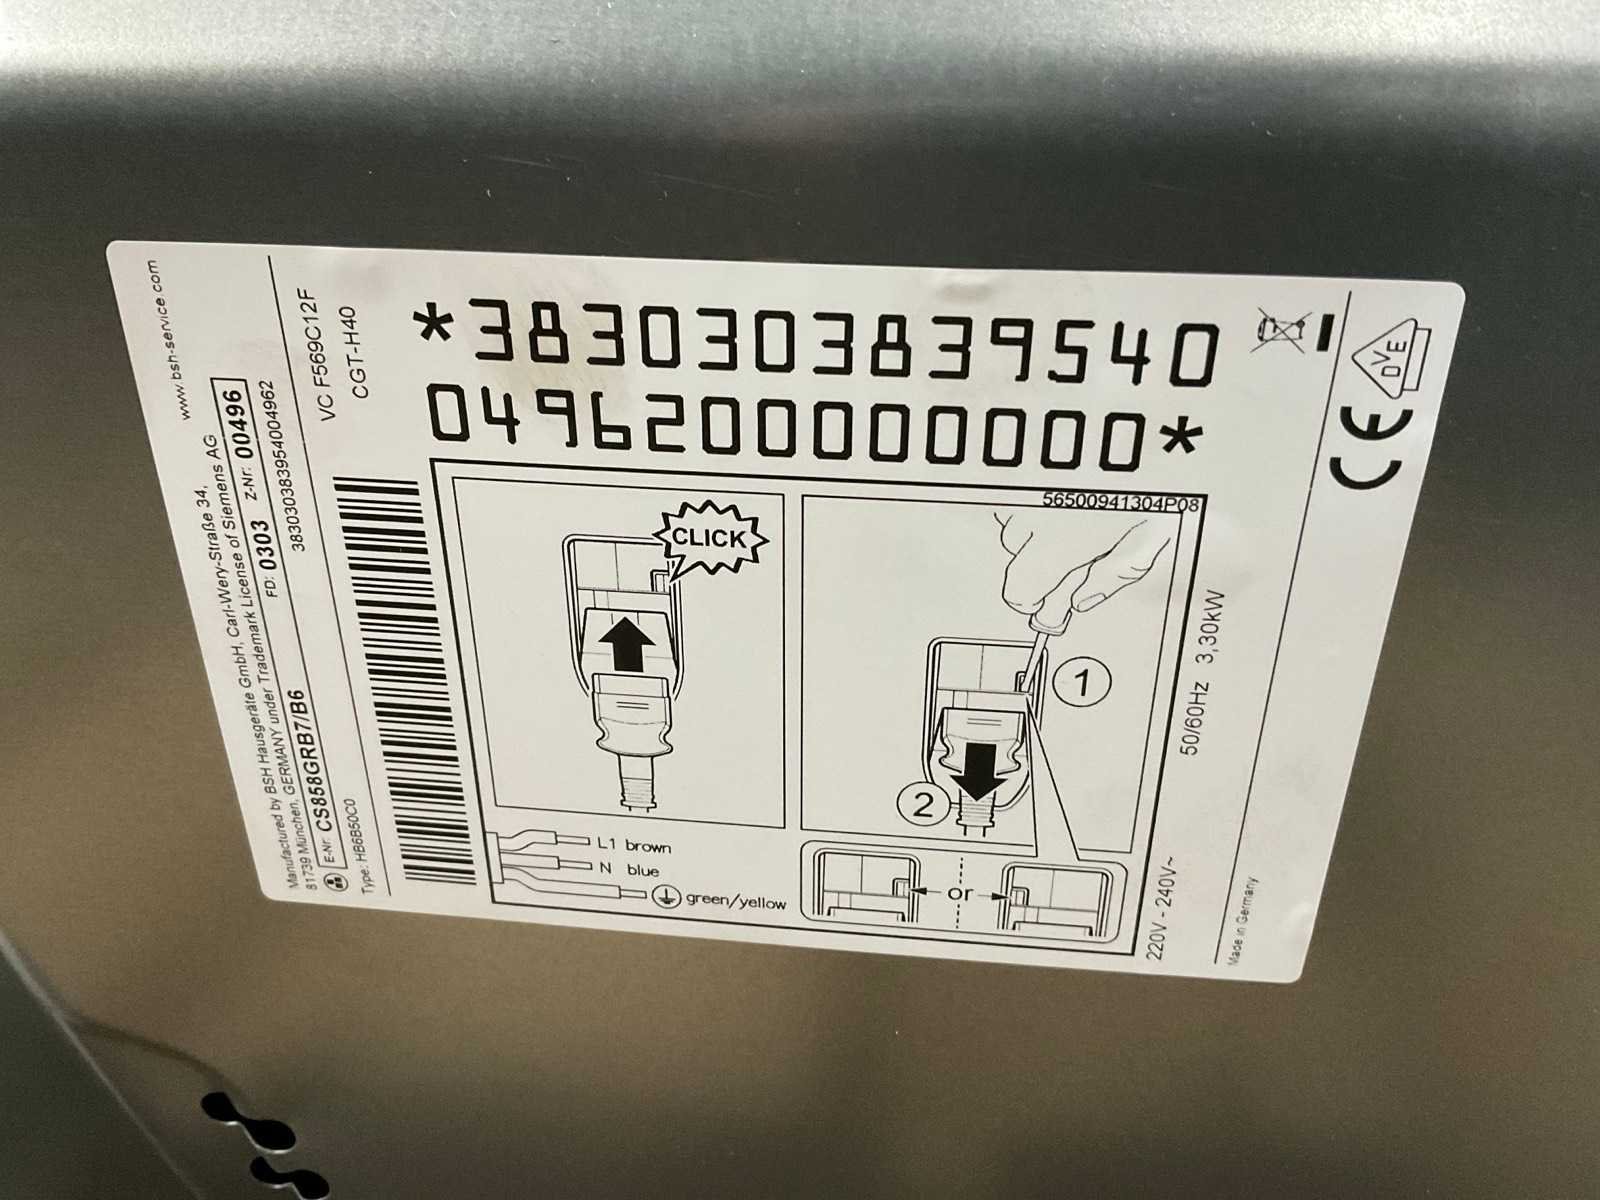 www.bsh-service.com
Manufactured by BSH Hausgeräte GmbH, Carl-Wery-Straße 34,
81739 München, GERMANY under Trademark License of Siemens AG
E-Nr. CS858GRB7/B6
FD: 0303 Z-Nr: 00496
383030383954004962
Type: HB6B50C0
VC F569C12F
CGT-H40
*3830303839540
0496200000000*
56500941304P08
CLICK
1
2
L1 brown
N blue
green/yellow
or
220V - 240V~ 50/60Hz 3,30kW
Made in Germany
CE
DVE